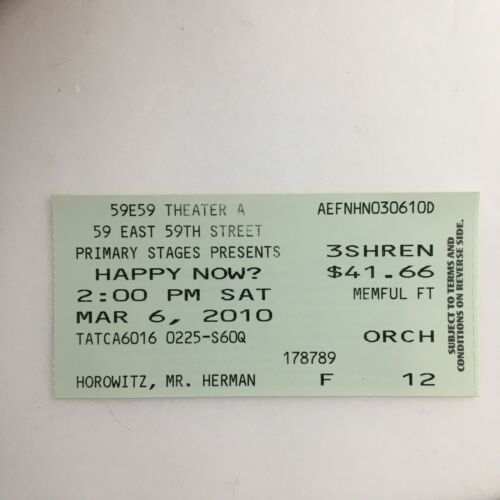 59E59 THEATER A AEFNHN030610D
59 EAST 59TH STREET
PRIMARY STAGES PRESENTS 3SHREN
HAPPY NOW? $41.66
2:00 PM SAT MEMFUL FT
MAR 6, 2010
TATCA6016 0225-S60Q ORCH
178789
HOROWITZ, MR. HERMAN F 12
SUBJECT TO TERMS AND
CONDITIONS ON REVERSE SIDE.